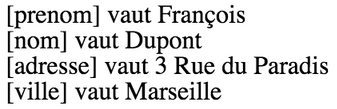 [prenom] vaut François
[nom] vaut Dupont
[adresse] vaut 3 Rue du Paradis
[ville] vaut Marseille